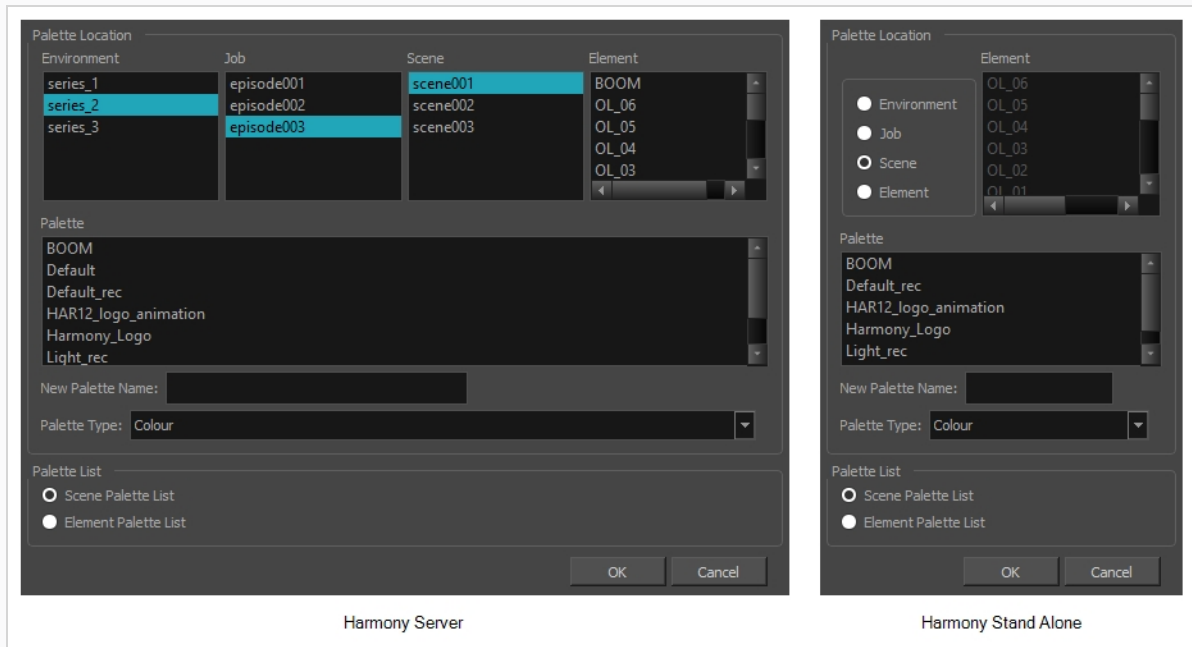 Palette Location
Environment Job Scene Element
series_1 episode001 scene001 BOOM
series_2 episode002 scene002 OL_06
series_3 episode003 scene003 OL_05
OL_04
OL_03
Palette
BOOM
Default
Default_rec
HAR12_logo_animation
Harmony_Logo
Light_rec
New Palette Name:
Palette Type: Colour
Palette List
Scene Palette List
Element Palette List
OK Cancel
Harmony Server
Palette Location
Element
OL_06
Environment OL_05
Job OL_04
OL_03
Scene OL_02
Element OL_01
Palette
BOOM
Default_rec
HAR12_logo_animation
Harmony_Logo
Light_rec
New Palette Name:
Palette Type: Colour
Palette List
Scene Palette List
Element Palette List
OK Cancel
Harmony Stand Alone